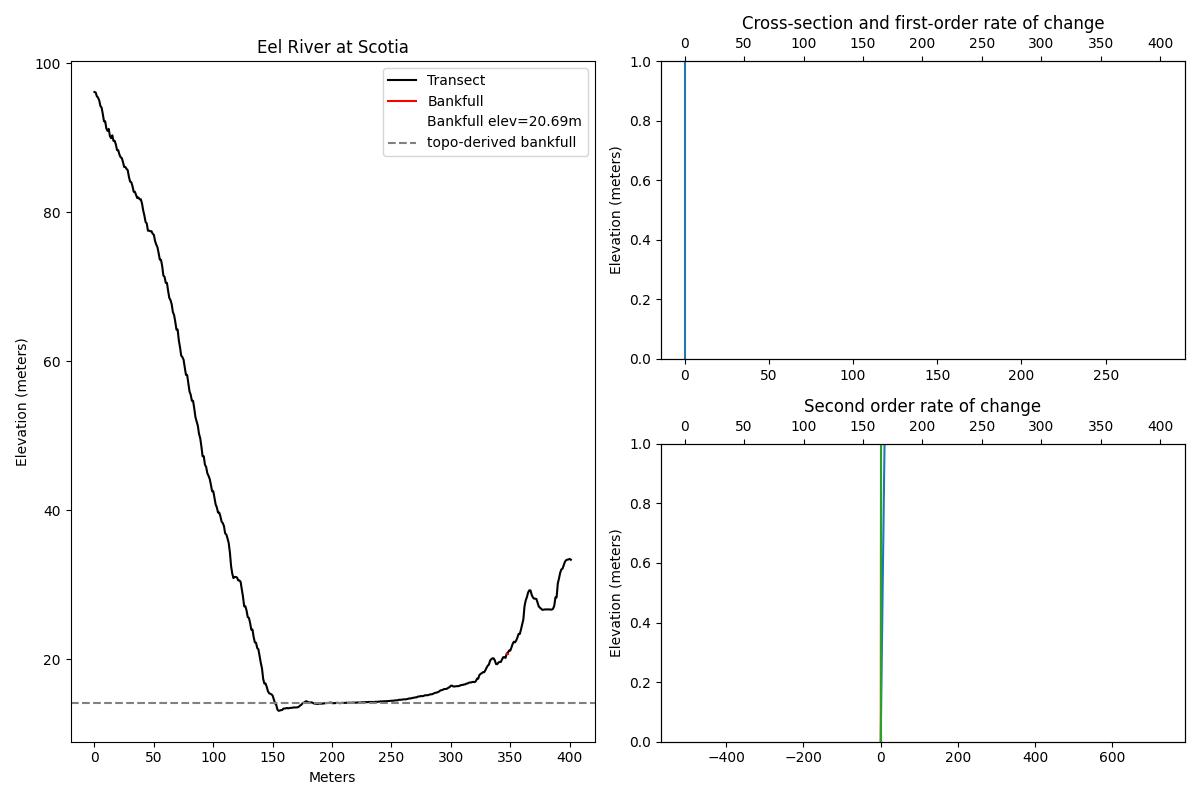 Eel River at Scotia
Transect
Bankfull
Bankfull elev=20.69m
topo-derived bankfull
100
80
60
40
20
Elevation (meters)
0 50 100 150 200 250 300 350 400
Meters
Cross-section and first-order rate of change
0 50 100 150 200 250 300 350 400
1.0
0.8
0.6
0.4
0.2
0.0
Elevation (meters)
0 50 100 150 200 250
Second order rate of change
0 50 100 150 200 250 300 350 400
1.0
0.8
0.6
0.4
0.2
0.0
Elevation (meters)
−400 −200 0 200 400 600